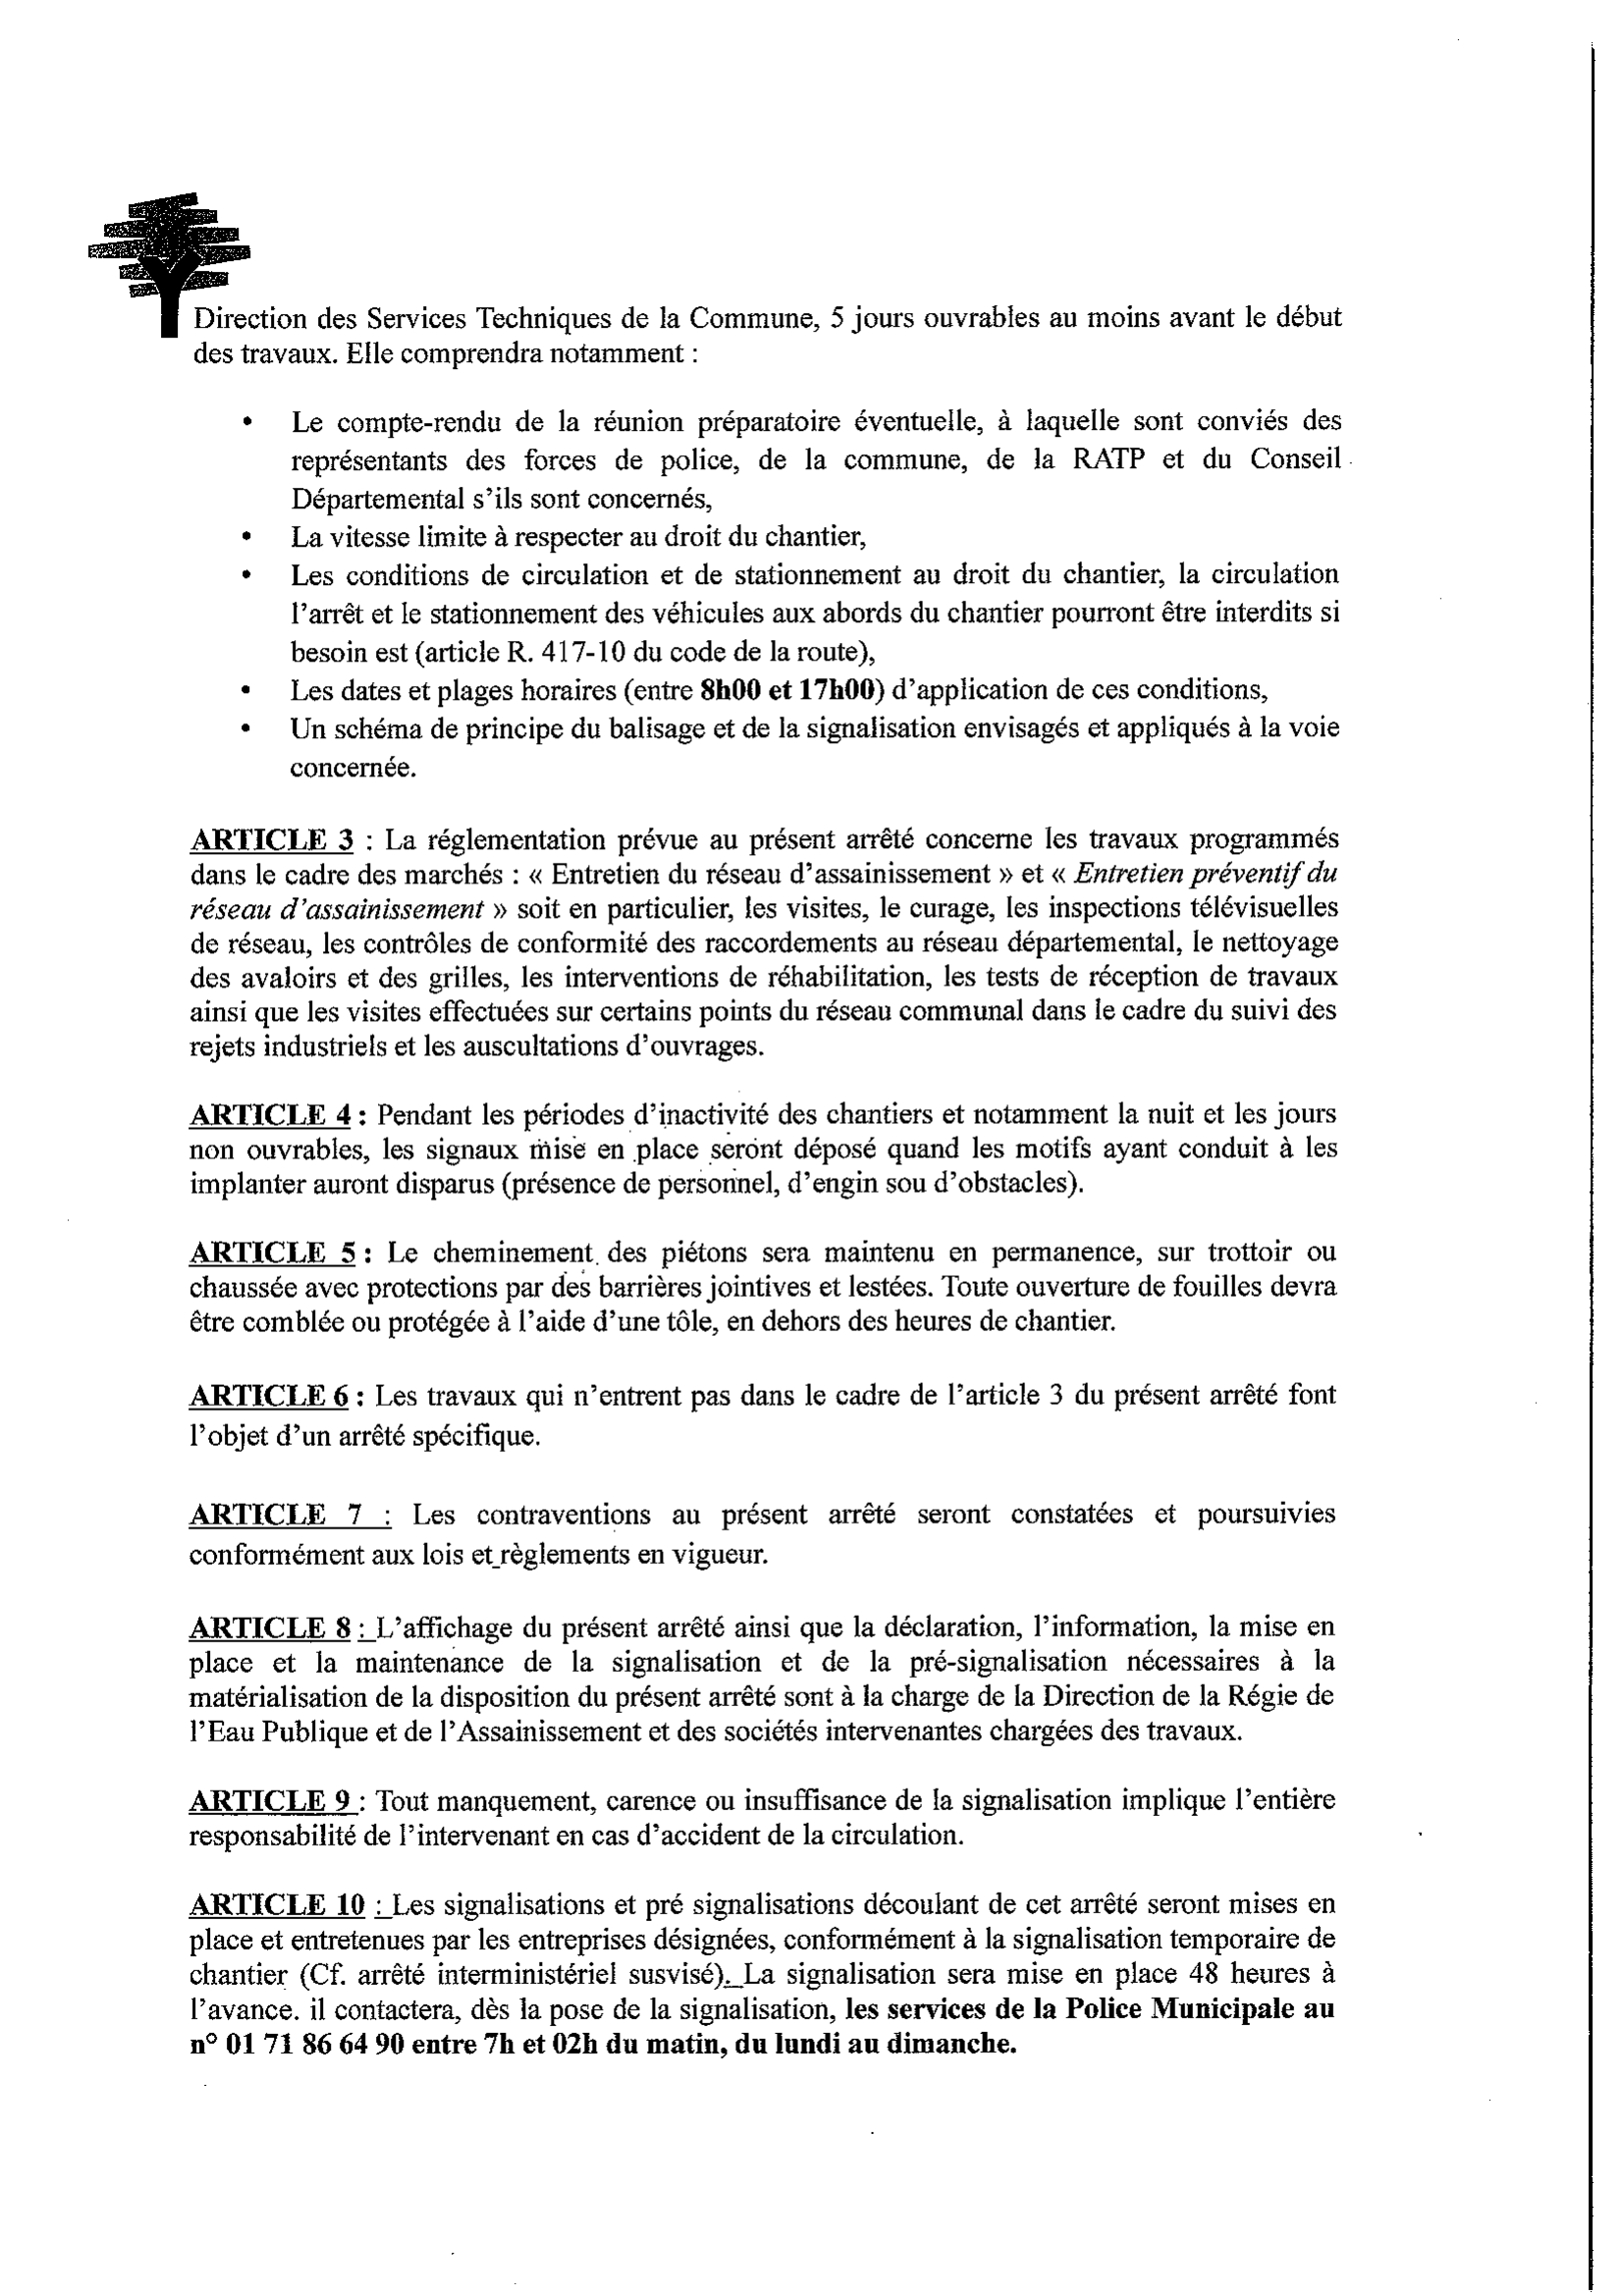 Direction des Services Techniques de la Commune, 5 jours ouvrables au moins avant le début
des travaux. Elle comprendra notamment :
• Le compte-rendu de la réunion préparatoire éventuelle, à laquelle sont conviés des
représentants des forces de police, de la commune, de la RATP et du Conseil
Départemental s'ils sont concernés,
• La vitesse limite à respecter au droit du chantier,
• Les conditions de circulation et de stationnement au droit du chantier, la circulation
l'arrêt et le stationnement des véhicules aux abords du chantier pourront être interdits si
besoin est (article R. 417-10 du code de la route),
• Les dates et plages horaires (entre 8h00 et 17h00) d'application de ces conditions,
• Un schéma de principe du balisage et de la signalisation envisagés et appliqués à la voie
concernée.
ARTICLE 3 : La réglementation prévue au présent arrêté concerne les travaux programmés
dans le cadre des marchés : « Entretien du réseau d'assainissement » et « Entretien préventif du
réseau d'assainissement » soit en particulier, les visites, le curage, les inspections télévisuelles
de réseau, les contrôles de conformité des raccordements au réseau départemental, le nettoyage
des avaloirs et des grilles, les interventions de réhabilitation, les tests de réception de travaux
ainsi que les visites effectuées sur certains points du réseau communal dans le cadre du suivi des
rejets industriels et les auscultations d'ouvrages.
ARTICLE 4 : Pendant les périodes d'inactivité des chantiers et notamment la nuit et les jours
non ouvrables, les signaux mise en place seront déposé quand les motifs ayant conduit à les
implanter auront disparus (présence de personnel, d'engin sou d'obstacles).
ARTICLE 5 : Le cheminement des piétons sera maintenu en permanence, sur trottoir ou
chaussée avec protections par des barrières jointives et lestées. Toute ouverture de fouilles devra
être comblée ou protégée à l'aide d'une tôle, en dehors des heures de chantier.
ARTICLE 6 : Les travaux qui n'entrent pas dans le cadre de l'article 3 du présent arrêté font
l'objet d'un arrêté spécifique.
ARTICLE 7 : Les contraventions au présent arrêté seront constatées et poursuivies
conformément aux lois et règlements en vigueur.
ARTICLE 8 : L'affichage du présent arrêté ainsi que la déclaration, l'information, la mise en
place et la maintenance de la signalisation et de la pré-signalisation nécessaires à la
matérialisation de la disposition du présent arrêté sont à la charge de la Direction de la Régie de
l'Eau Publique et de l'Assainissement et des sociétés intervenantes chargées des travaux.
ARTICLE 9 : Tout manquement, carence ou insuffisance de la signalisation implique l'entière
responsabilité de l'intervenant en cas d'accident de la circulation.
ARTICLE 10 : Les signalisations et pré signalisations découlant de cet arrêté seront mises en
place et entretenues par les entreprises désignées, conformément à la signalisation temporaire de
chantier (Cf. arrêté interministériel susvisé). La signalisation sera mise en place 48 heures à
l'avance. il contactera, dès la pose de la signalisation, les services de la Police Municipale au
n° 01 71 86 64 90 entre 7h et 02h du matin, du lundi au dimanche.